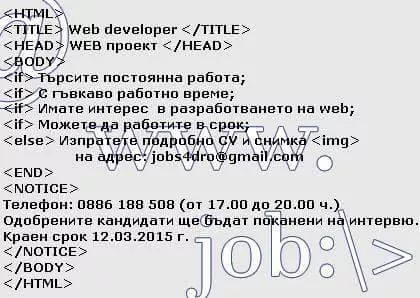 <HTML>
<TITLE> Web developer </TITLE>
<HEAD> WEB проект </HEAD>
<BODY>
<if> Търсите постоянна работа;
<if> С гъвкаво работно време;
<if> Имате интерес в разработването на web;
<if> Можете да работите в срок;
<else> Изпратете подробно CV и снимка <img>
на адрес: jobs4dro@gmail.com
<END>
<NOTICE>
Телефон: 0886 188 508 (от 17.00 до 20.00 ч.)
Одобрените кандидати ще бъдат поканени на интервю.
Краен срок 12.03.2015 г.
</NOTICE>
</BODY>
</HTML>
@
www.
job:\>